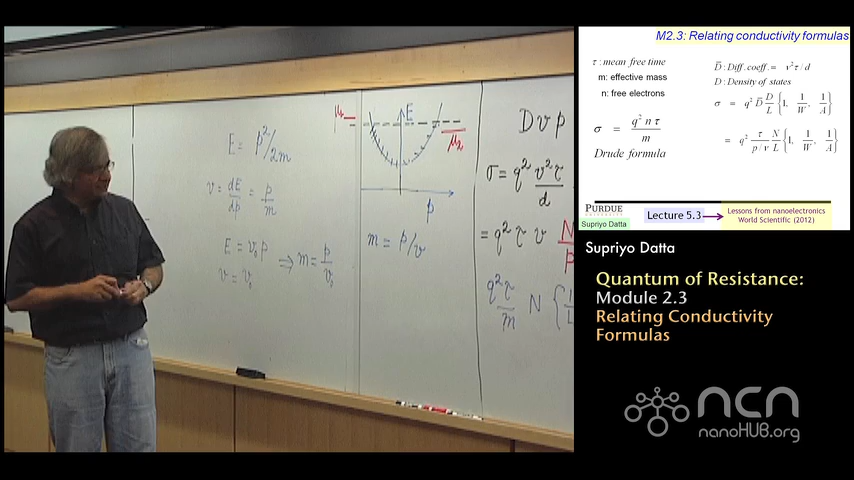 E = p²/2m
v = dE/dp = p/m
E = v₀ p
v = v₀
⇒ m = p/v₀
μ₁
E
μ₂
p
m = p/v
D v p
σ = q² v²τ/d
= q² τ v N/p
q²τ/m N {
M2.3: Relating conductivity formulas
τ : mean free time
m: effective mass
n: free electrons
σ = q² n τ / m
Drude formula
D̄ : Diff. coeff. = v²τ / d
D : Density of states
σ = q² D̄ D/L {1, 1/W, 1/A}
= q² τ/(p/v) N/L {1, 1/W, 1/A}
PURDUE
UNIVERSITY
Supriyo Datta
Lecture 5.3
Lessons from nanoelectronics
World Scientific (2012)
Supriyo Datta
Quantum of Resistance:
Module 2.3
Relating Conductivity
Formulas
ncn
nanoHUB.org